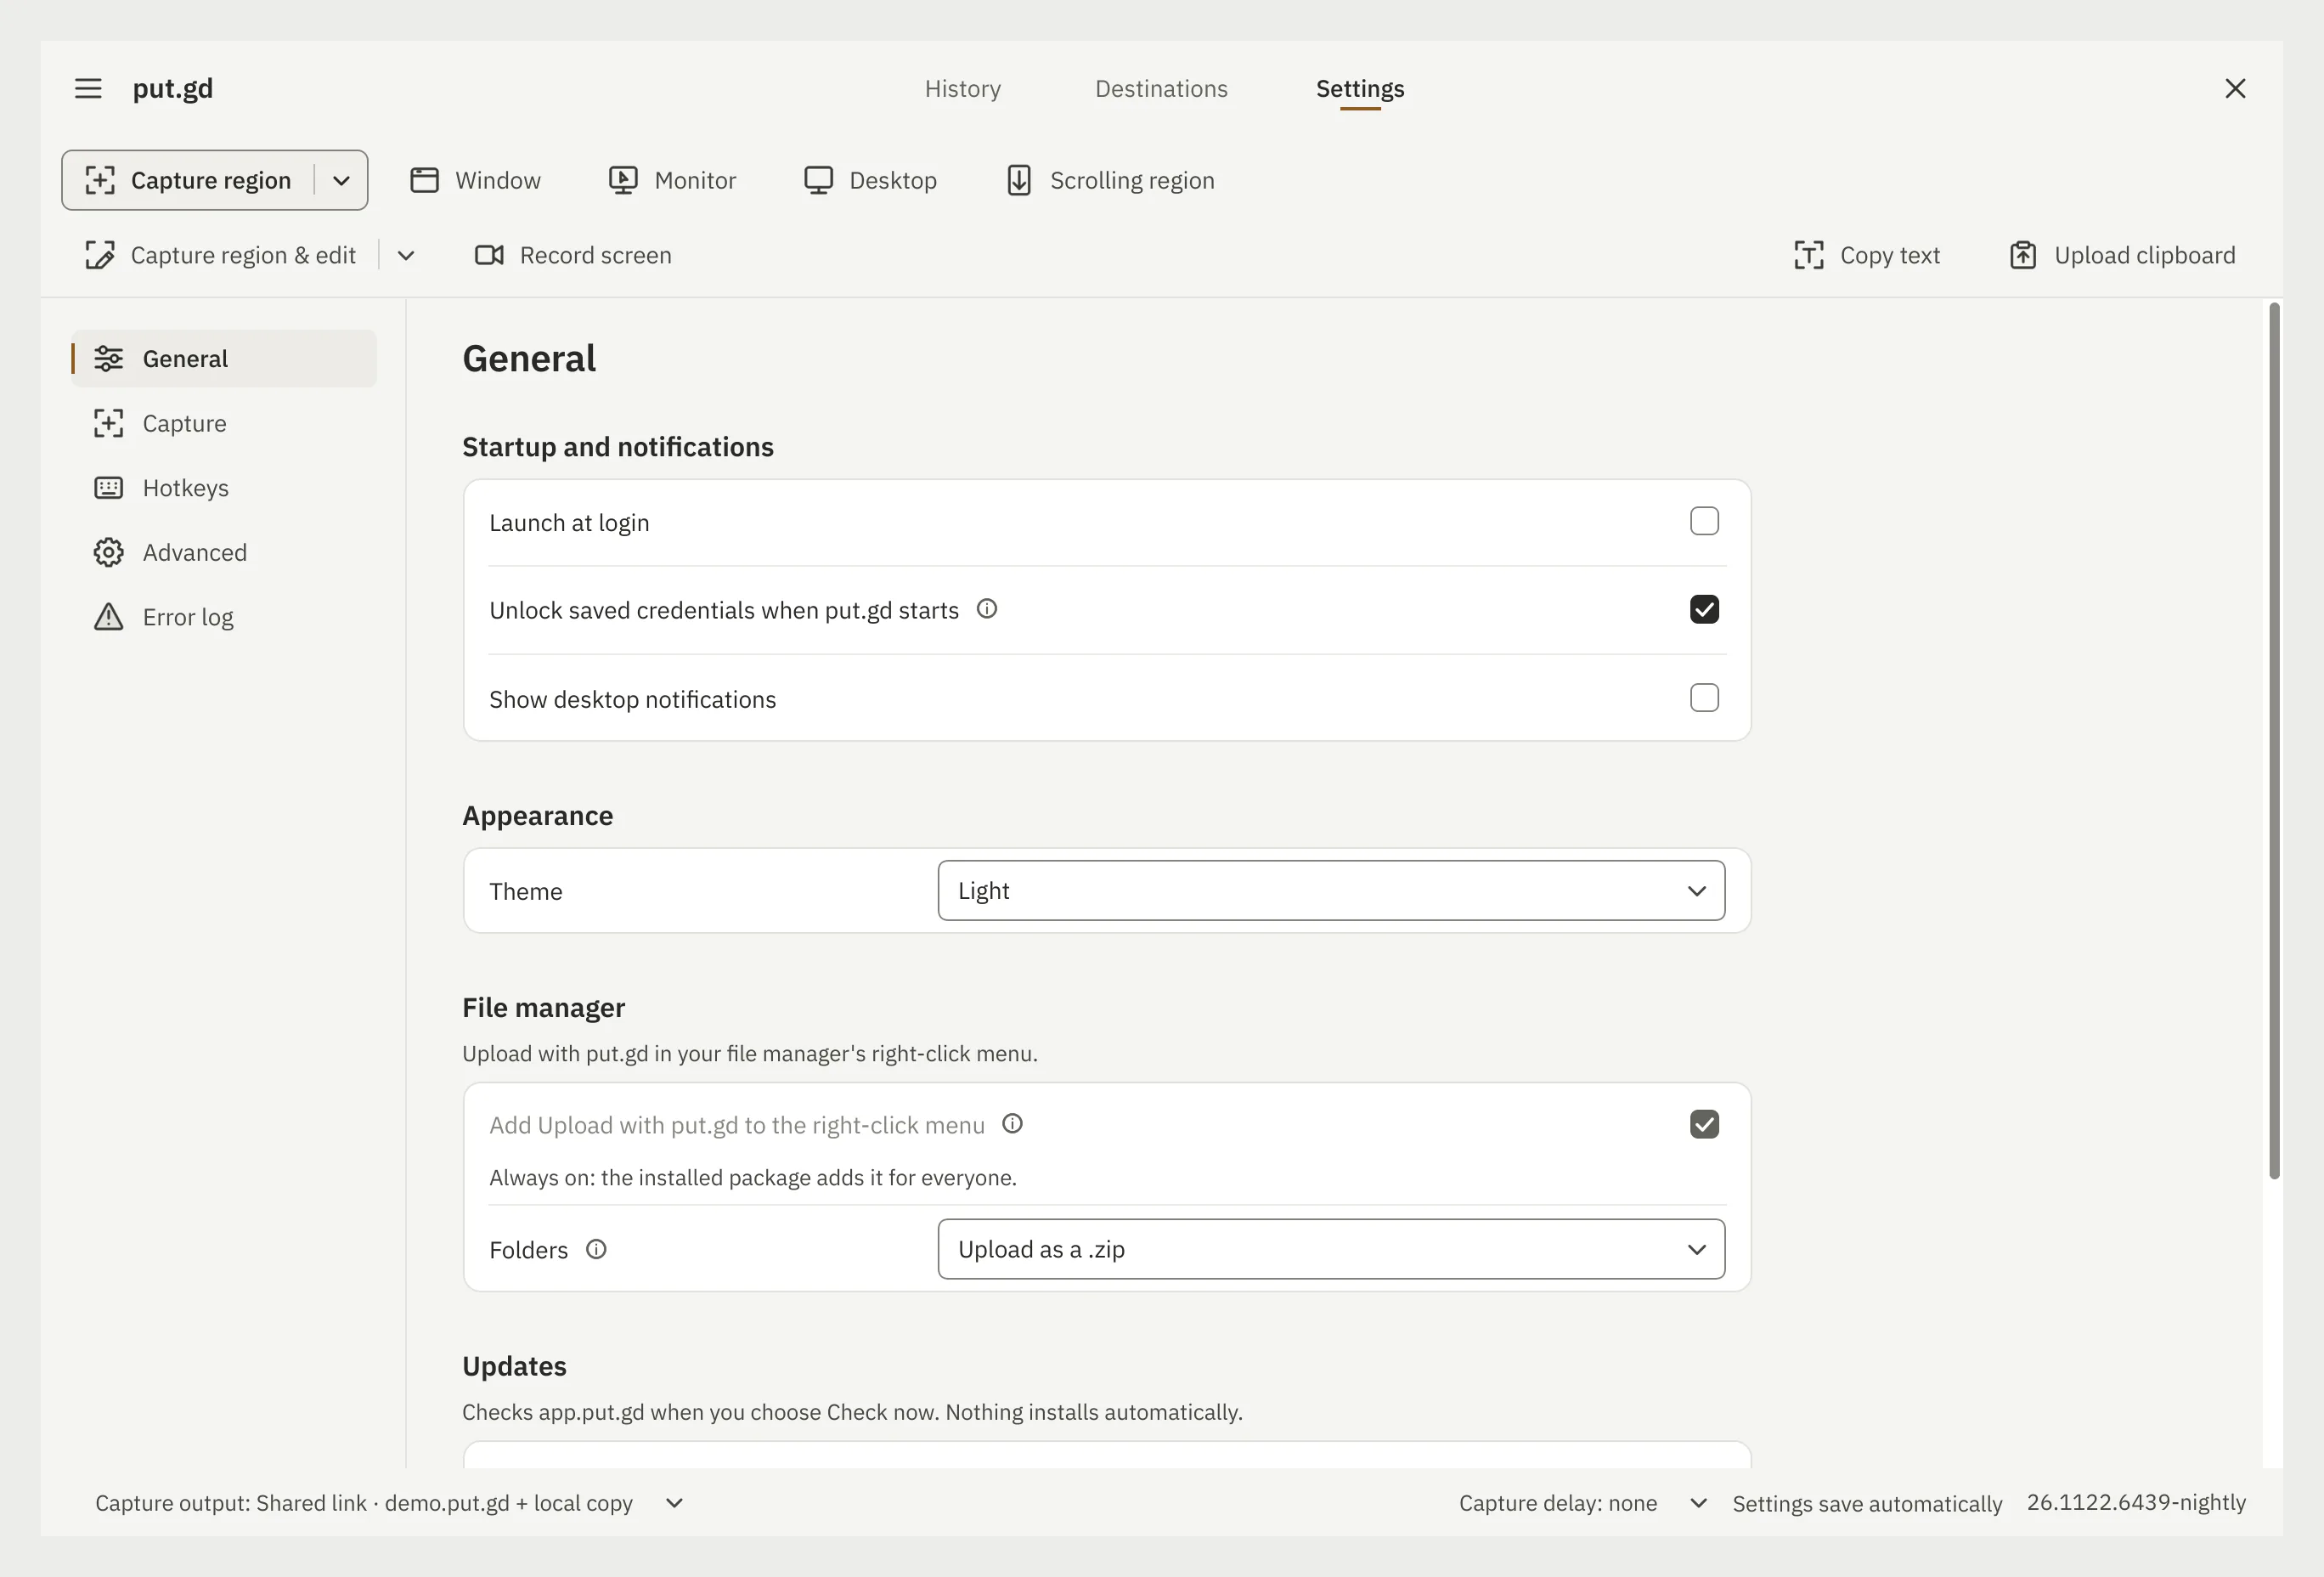 put.gd
History
Destinations
Settings
Capture region
Window
Monitor
Desktop
Scrolling region
Capture region & edit
Record screen
Copy text
Upload clipboard
General
Capture
Hotkeys
Advanced
Error log
General
Startup and notifications
Launch at login
Unlock saved credentials when put.gd starts
Show desktop notifications
Appearance
Theme
Light
File manager
Upload with put.gd in your file manager's right-click menu.
Add Upload with put.gd to the right-click menu
Always on: the installed package adds it for everyone.
Folders
Upload as a .zip
Updates
Checks app.put.gd when you choose Check now. Nothing installs automatically.
Capture output: Shared link · demo.put.gd + local copy
Capture delay: none
Settings save automatically
26.1122.6439-nightly